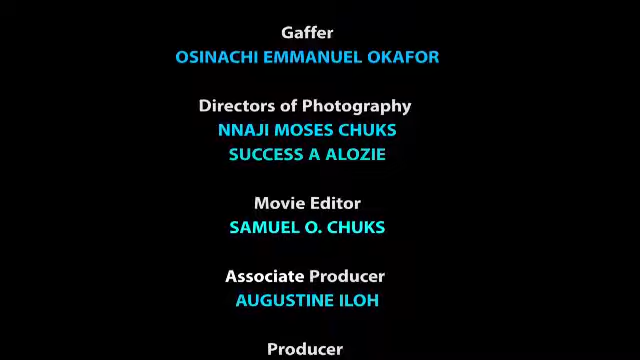 Gaffer
OSINACHI EMMANUEL OKAFOR
Directors of Photography
NNAJI MOSES CHUKS
SUCCESS A ALOZIE
Movie Editor
SAMUEL O. CHUKS
Associate Producer
AUGUSTINE ILOH
Producer